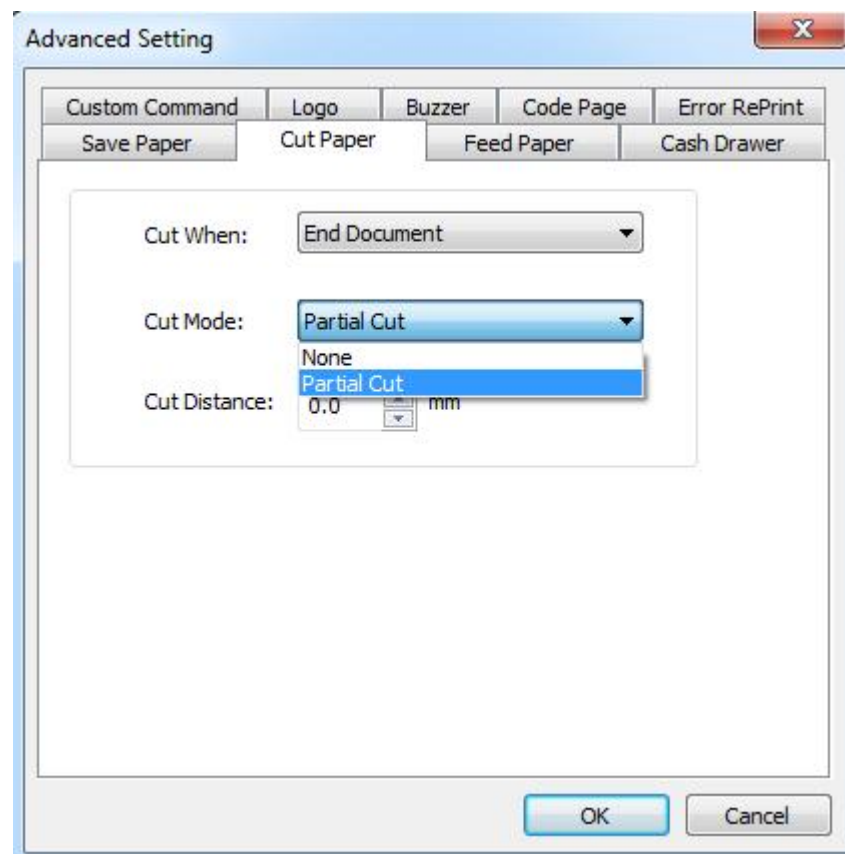 Advanced Setting
Custom Command Logo Buzzer Code Page Error RePrint
Save Paper Cut Paper Feed Paper Cash Drawer
Cut When: End Document
Cut Mode: Partial Cut
None
Partial Cut
Cut Distance: 0.0 mm
OK Cancel